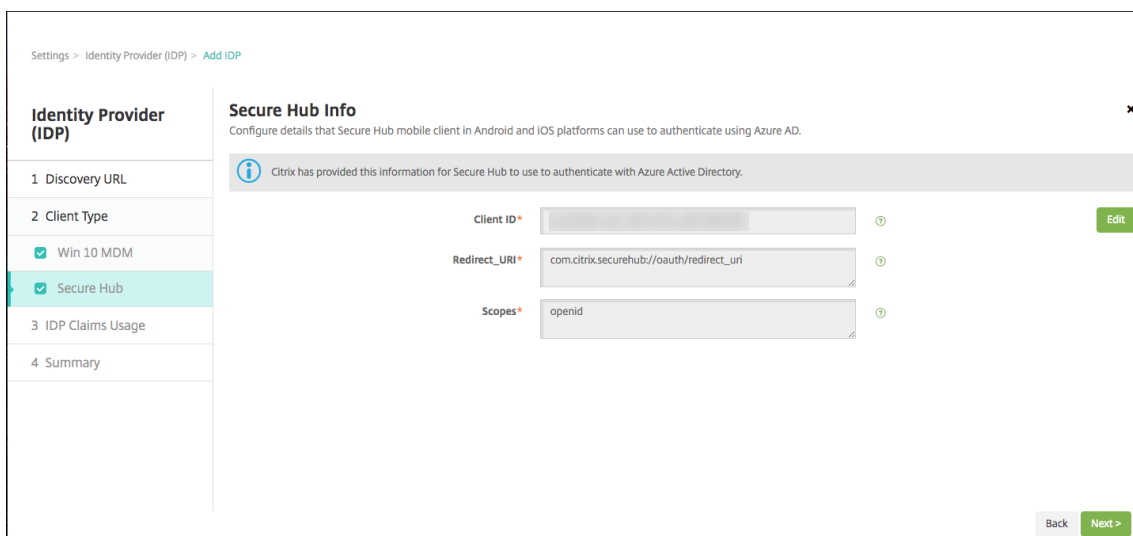 Settings > Identity Provider (IDP) > Add IDP
Identity Provider
(IDP)
1 Discovery URL
2 Client Type
Win 10 MDM
Secure Hub
3 IDP Claims Usage
4 Summary
Secure Hub Info
Configure details that Secure Hub mobile client in Android and iOS platforms can use to authenticate using Azure AD.
Citrix has provided this information for Secure Hub to use to authenticate with Azure Active Directory.
Client ID*
Edit
Redirect_URI* com.citrix.securehub://oauth/redirect_uri
Scopes* openid
Back Next >